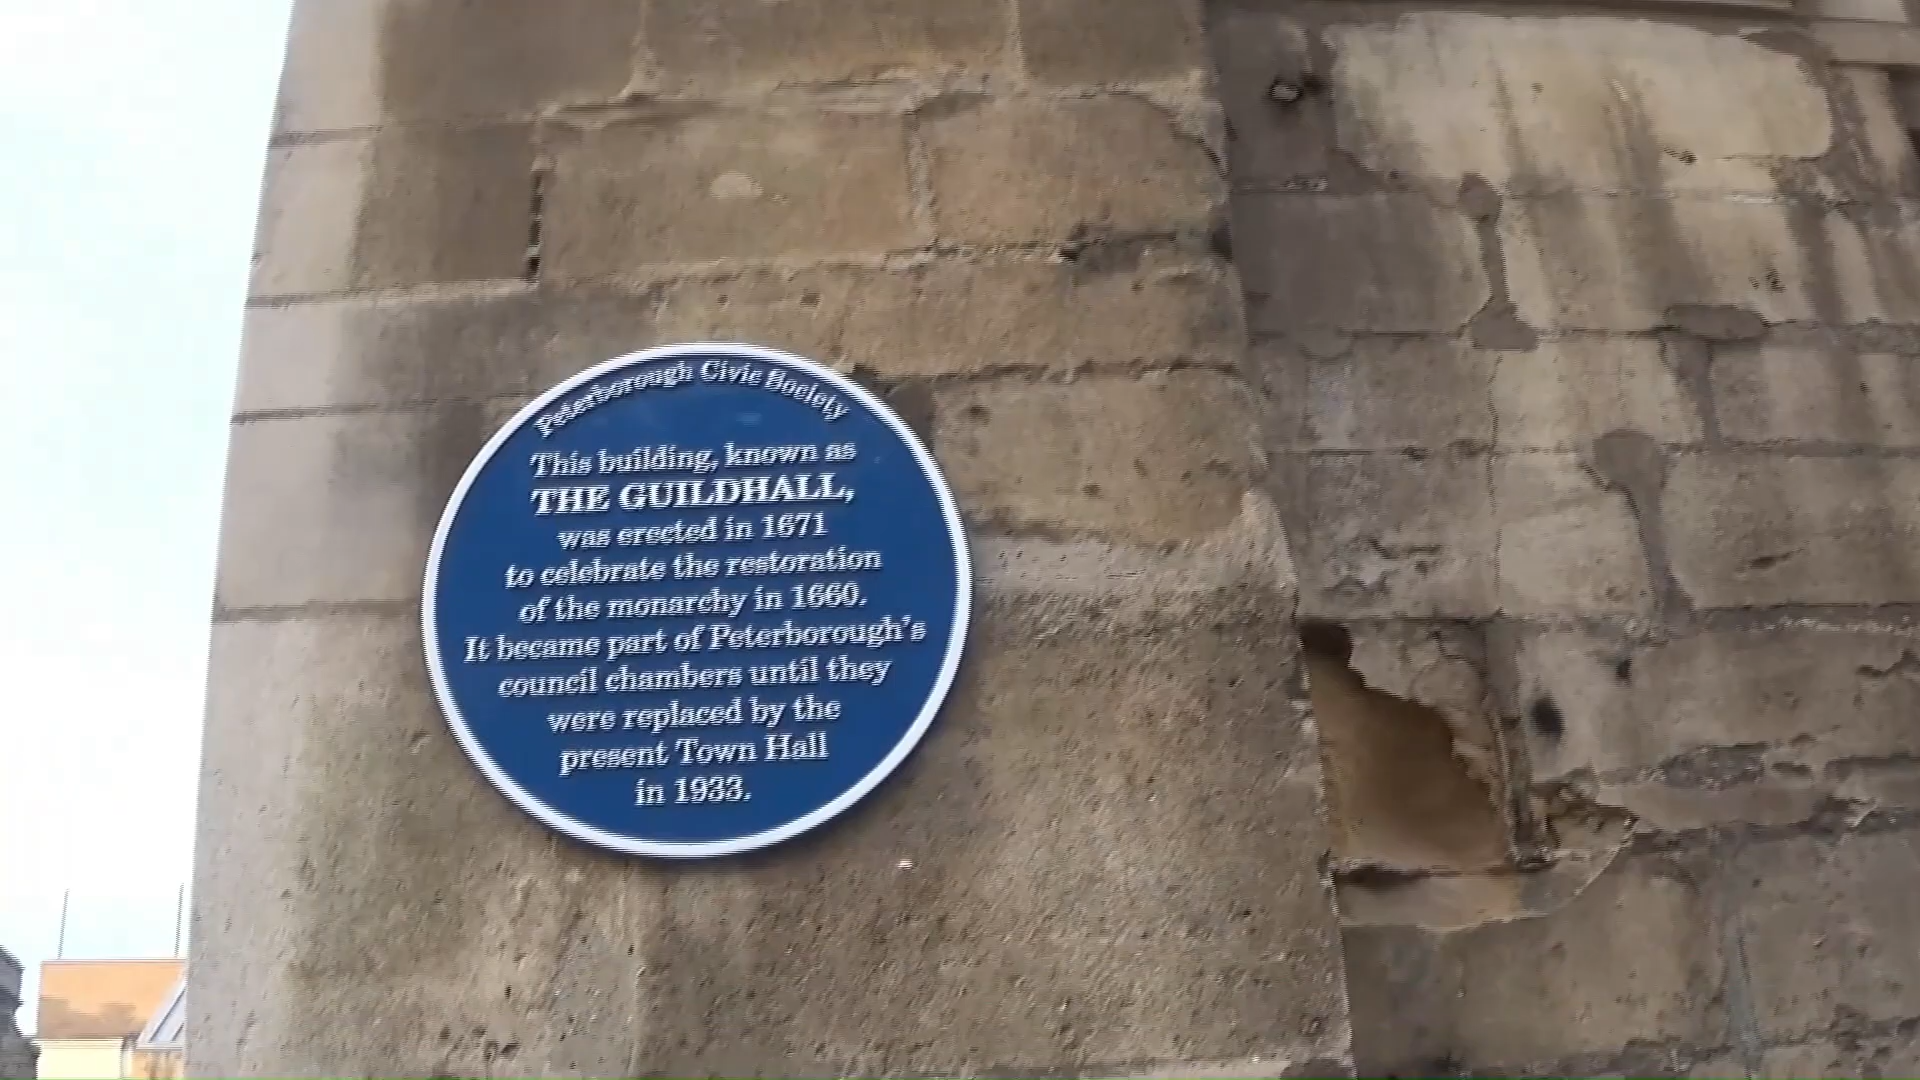 Peterborough Civic Society
This building, known as
THE GUILDHALL,
was erected in 1671
to celebrate the restoration
of the monarchy in 1660.
It became part of Peterborough's
council chambers until they
were replaced by the
present Town Hall
in 1933.